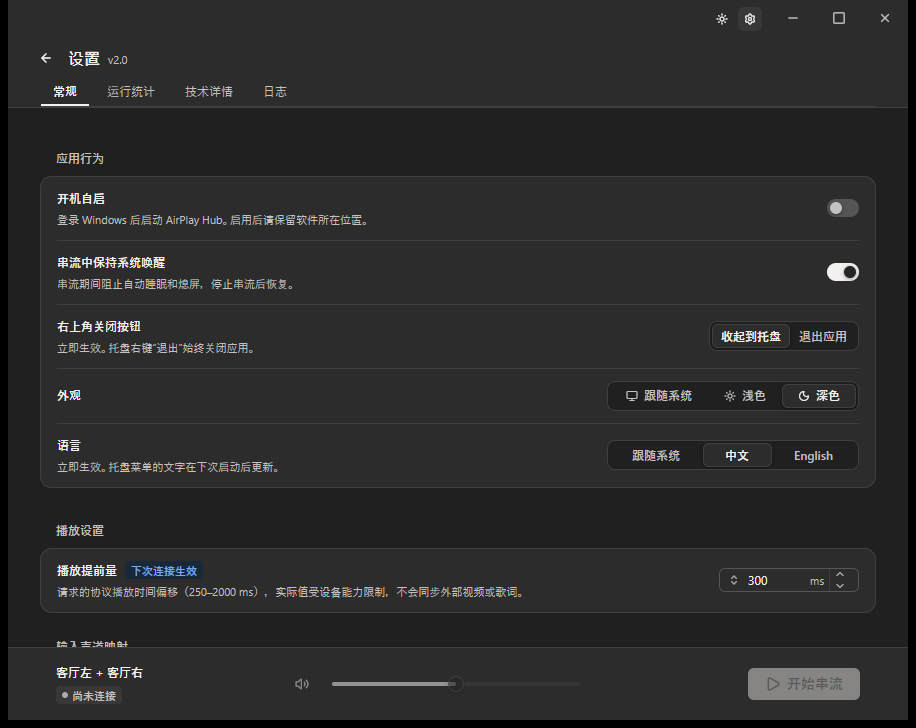 设置 v2.0
常规 运行统计 技术详情 日志
应用行为
开机自启
登录 Windows 后启动 AirPlay Hub。启用后请保留软件所在位置。
串流中保持系统唤醒
串流期间阻止自动睡眠和熄屏，停止串流后恢复。
右上角关闭按钮
立即生效。托盘右键“退出”始终关闭应用。
收起到托盘 退出应用
外观
跟随系统 浅色 深色
语言
立即生效。托盘菜单的文字在下次启动后更新。
跟随系统 中文 English
播放设置
播放提前量 下次连接生效
请求的协议播放时间偏移（250–2000 ms），实际值受设备能力限制，不会同步外部视频或歌词。
300 ms
输入声道映射
客厅左 + 客厅右
尚未连接
开始串流